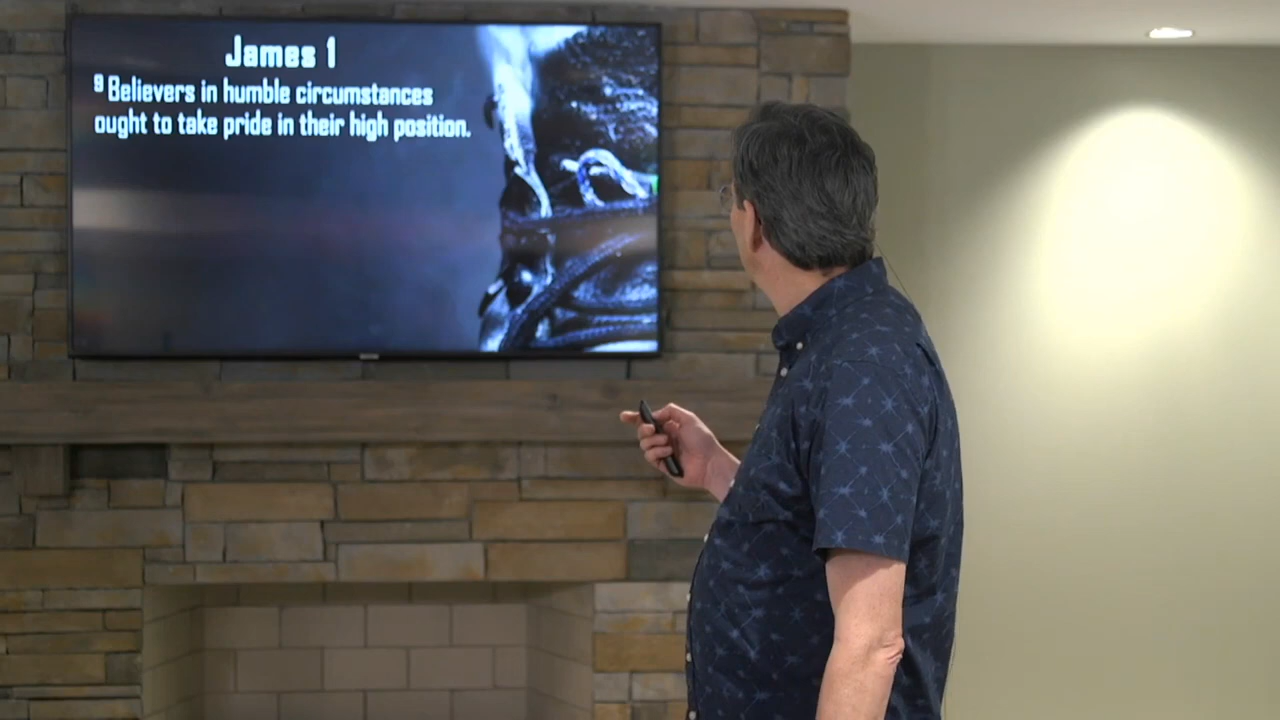 James 1
9 Believers in humble circumstances
ought to take pride in their high position.